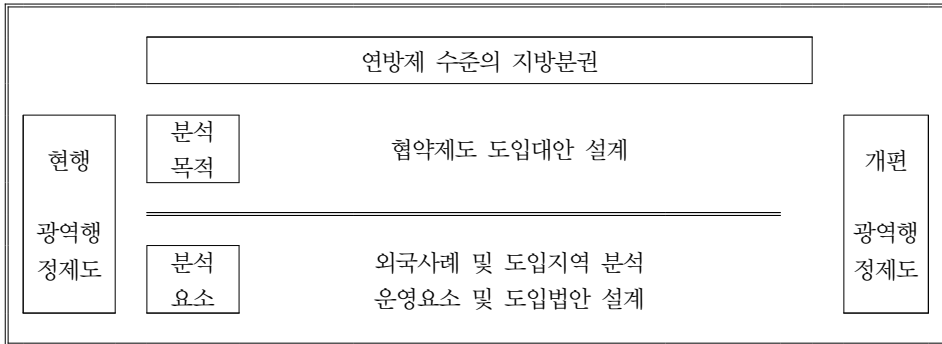 연방제 수준의 지방분권
현행
광역행
정제도
분석
목적
협약제도 도입대안 설계
분석
요소
외국사례 및 도입지역 분석
운영요소 및 도입법안 설계
개편
광역행
정제도